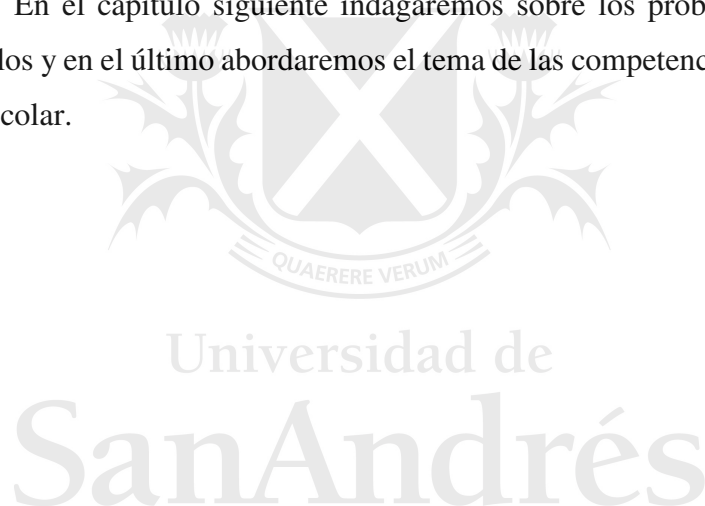 En el capítulo siguiente indagaremos sobre los prob
los y en el último abordaremos el tema de las competenc
colar.
QUAERERE VERUM
Universidad de
SanAndrés